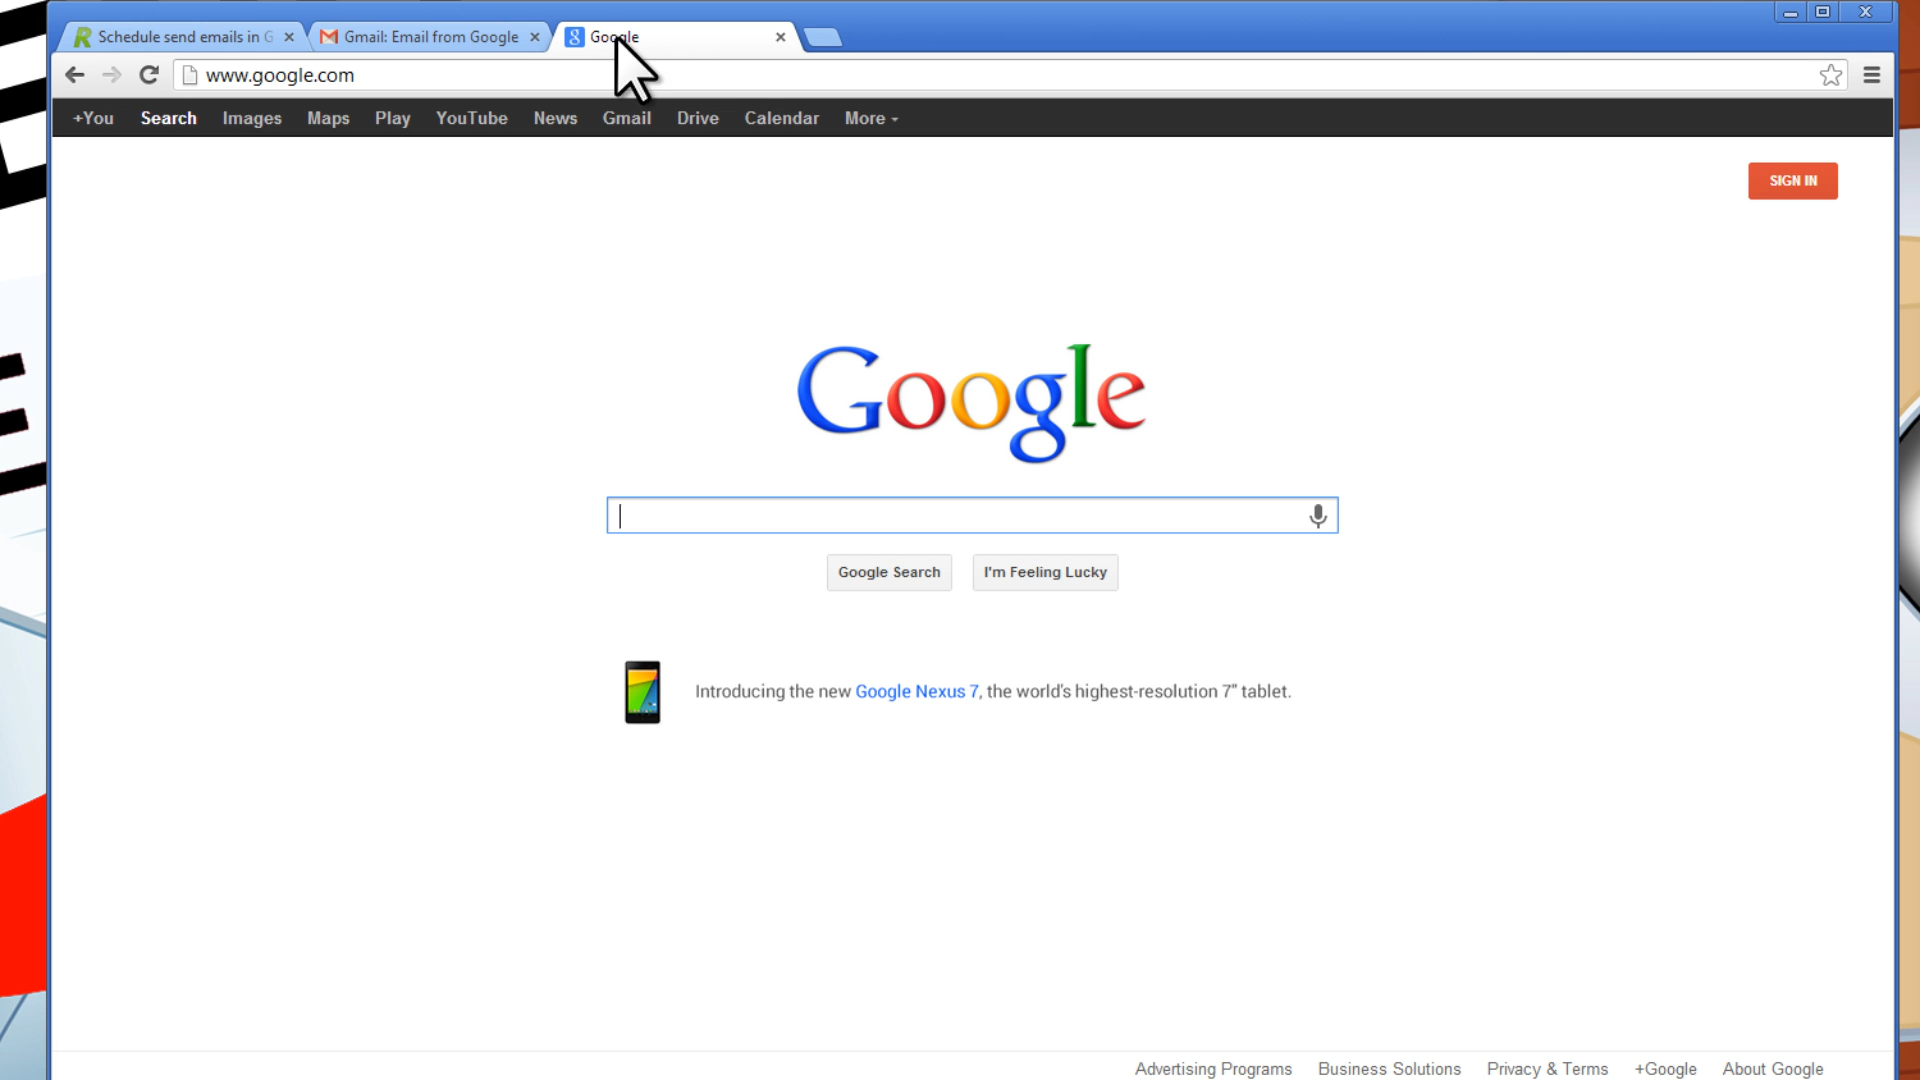 Schedule send emails in G
Gmail: Email from Google
Google
www.google.com
+You Search Images Maps Play YouTube News Gmail Drive Calendar More
SIGN IN
Google
Google Search
I'm Feeling Lucky
Introducing the new Google Nexus 7, the world's highest-resolution 7" tablet.
Advertising Programs Business Solutions Privacy & Terms +Google About Google